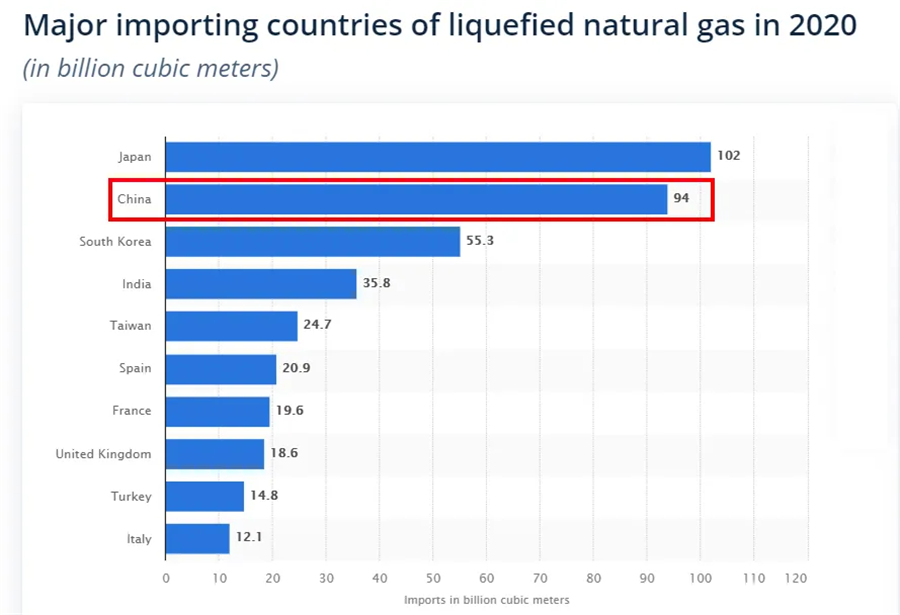 Major importing countries of liquefied natural gas in 2020
(in billion cubic meters)
Japan 102
China 94
South Korea 55.3
India 35.8
Taiwan 24.7
Spain 20.9
France 19.6
United Kingdom 18.6
Turkey 14.8
Italy 12.1
0 10 20 30 40 50 60 70 80 90 100 110 120
Imports in billion cubic meters